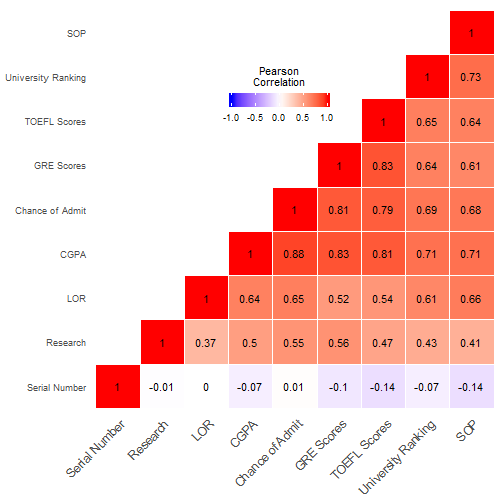 SOP
1
University Ranking
1 0.73
Pearson
Correlation
-1.0 -0.5 0.0 0.5 1.0
TOEFL Scores
1 0.65 0.64
GRE Scores
1 0.83 0.64 0.61
Chance of Admit
1 0.81 0.79 0.69 0.68
CGPA
1 0.88 0.83 0.81 0.71 0.71
LOR
1 0.64 0.65 0.52 0.54 0.61 0.66
Research
1 0.37 0.5 0.55 0.56 0.47 0.43 0.41
Serial Number
1 -0.01 0 -0.07 0.01 -0.1 -0.14 -0.07 -0.14
Serial Number
Research
LOR
CGPA
Chance of Admit
GRE Scores
TOEFL Scores
University Ranking
SOP